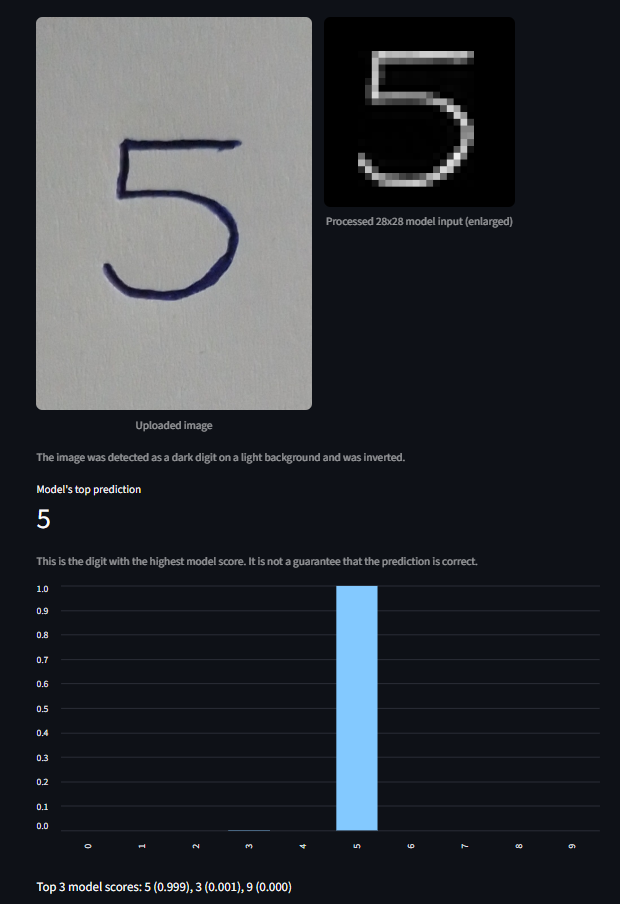 5
5
Processed 28x28 model input (enlarged)
Uploaded image
The image was detected as a dark digit on a light background and was inverted.
Model's top prediction
5
This is the digit with the highest model score. It is not a guarantee that the prediction is correct.
1.0
0.9
0.8
0.7
0.6
0.5
0.4
0.3
0.2
0.1
0.0
0 1 2 3 4 5 6 7 8 9
Top 3 model scores: 5 (0.999), 3 (0.001), 9 (0.000)